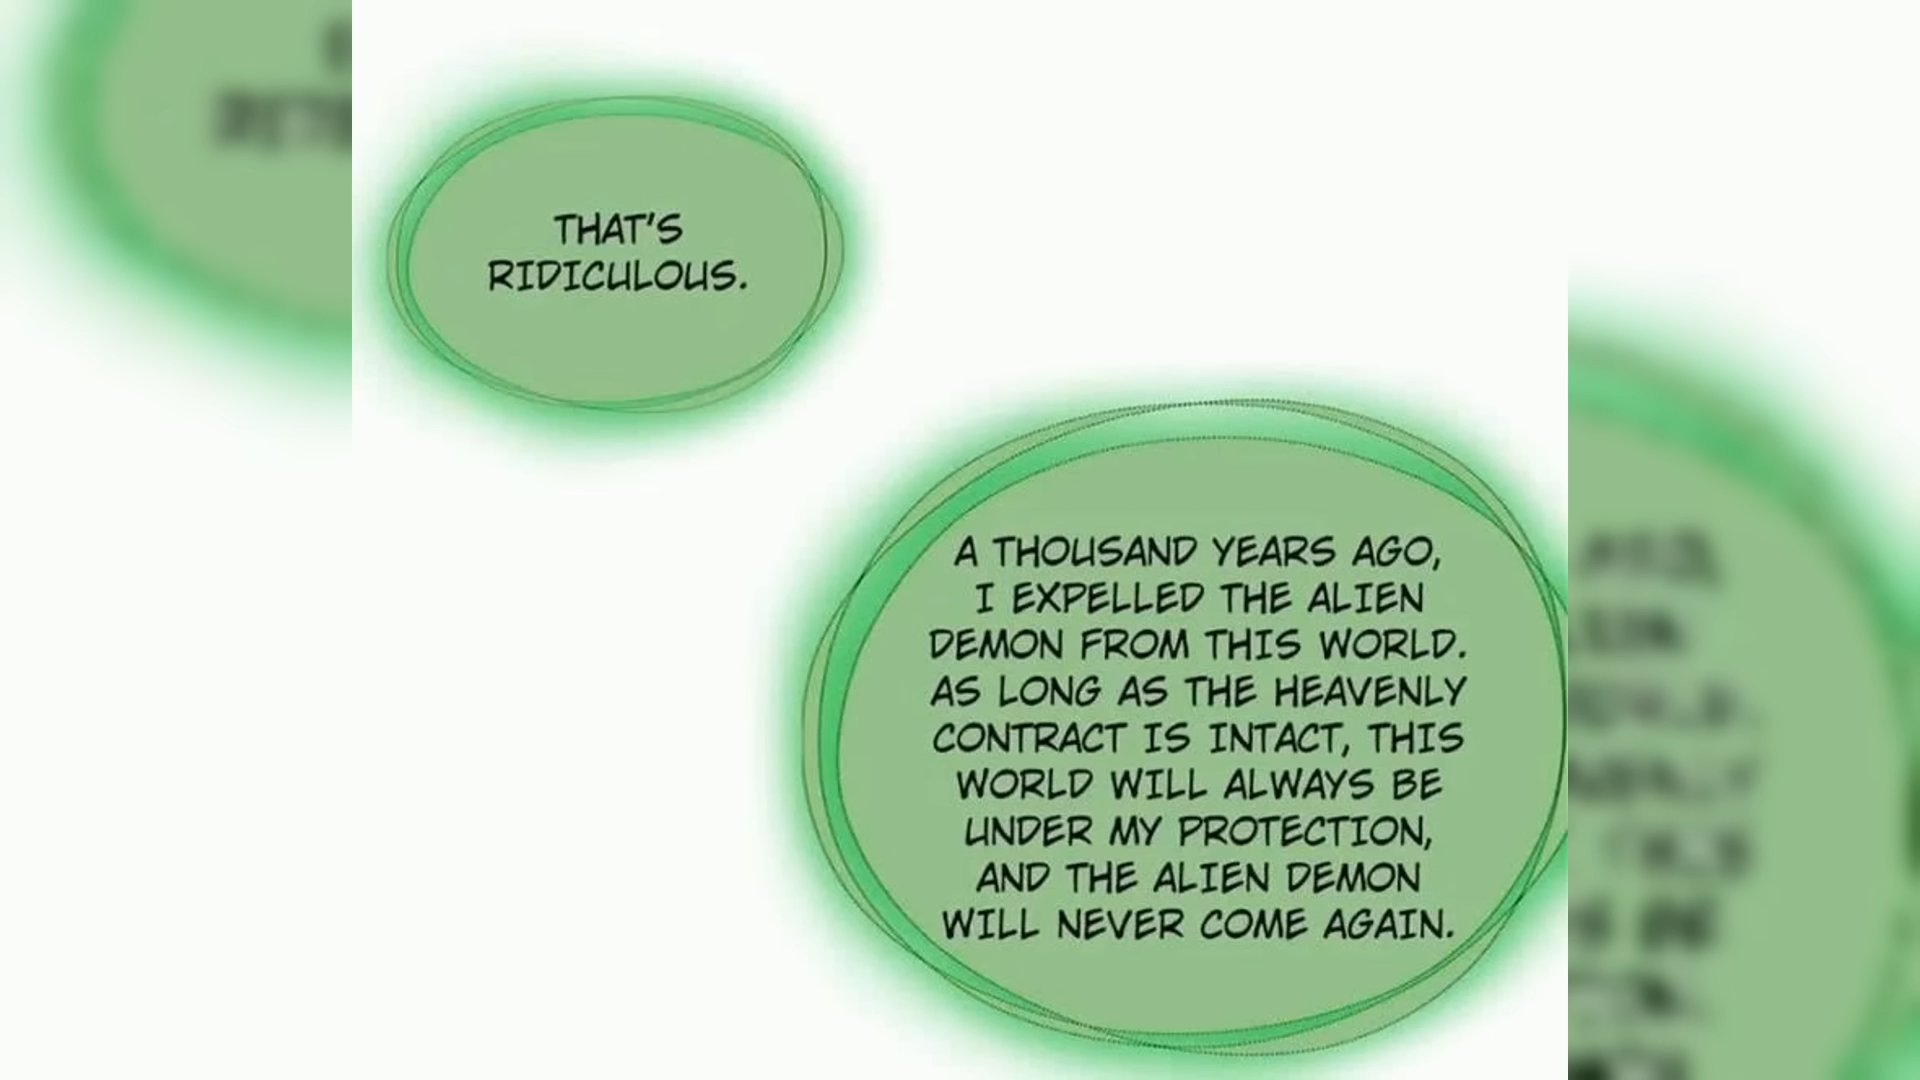 THAT'S
RIDICULOUS.
A THOUSAND YEARS AGO,
I EXPELLED THE ALIEN
DEMON FROM THIS WORLD.
AS LONG AS THE HEAVENLY
CONTRACT IS INTACT, THIS
WORLD WILL ALWAYS BE
UNDER MY PROTECTION,
AND THE ALIEN DEMON
WILL NEVER COME AGAIN.